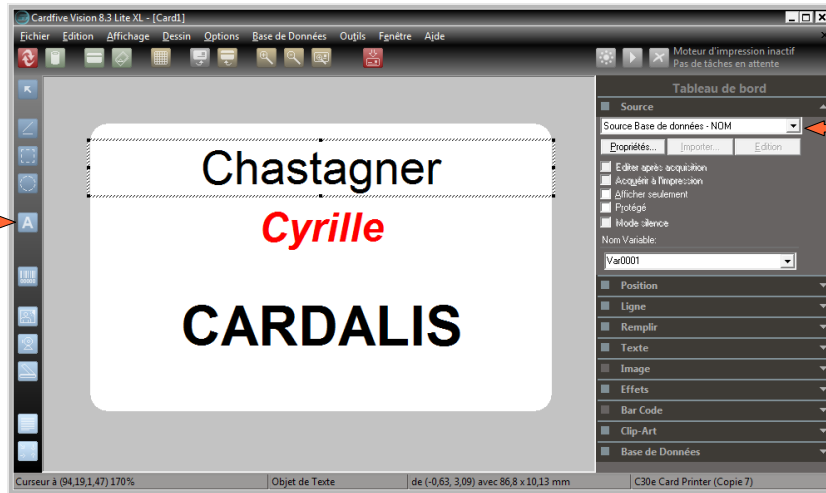 Cardfive Vision 8.3 Lite XL - [Card1]
Fichier Edition Affichage Dessin Options Base de Données Outils Fenêtre Aide
Moteur d'impression inactif
Pas de tâches en attente
Tableau de bord
Source
Source Base de données - NOM
Propriétés... Importer... Edition
Editer après acquisition
Acquérir à l'impression
Afficher seulement
Protégé
Mode silence
Nom Variable:
Var0001
Position
Ligne
Remplir
Texte
Image
Effets
Bar Code
Clip-Art
Base de Données
A
Chastagner
Cyrille
CARDALIS
Curseur à (94,19,1,47) 170% Objet de Texte de (-0,63, 3,09) avec 86,8 x 10,13 mm C30e Card Printer (Copie 7)